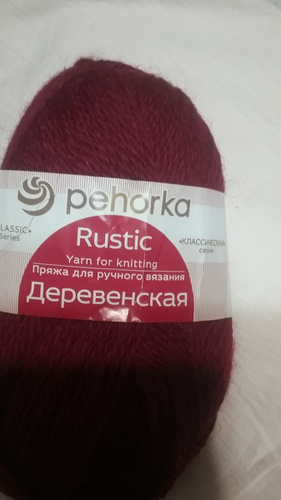 pehorka
CLASSIC»
Series
Rustic
«КЛАССИЧЕСКАЯ»
серия
Yarn for knitting
Пряжа для ручного вязания
Деревенская